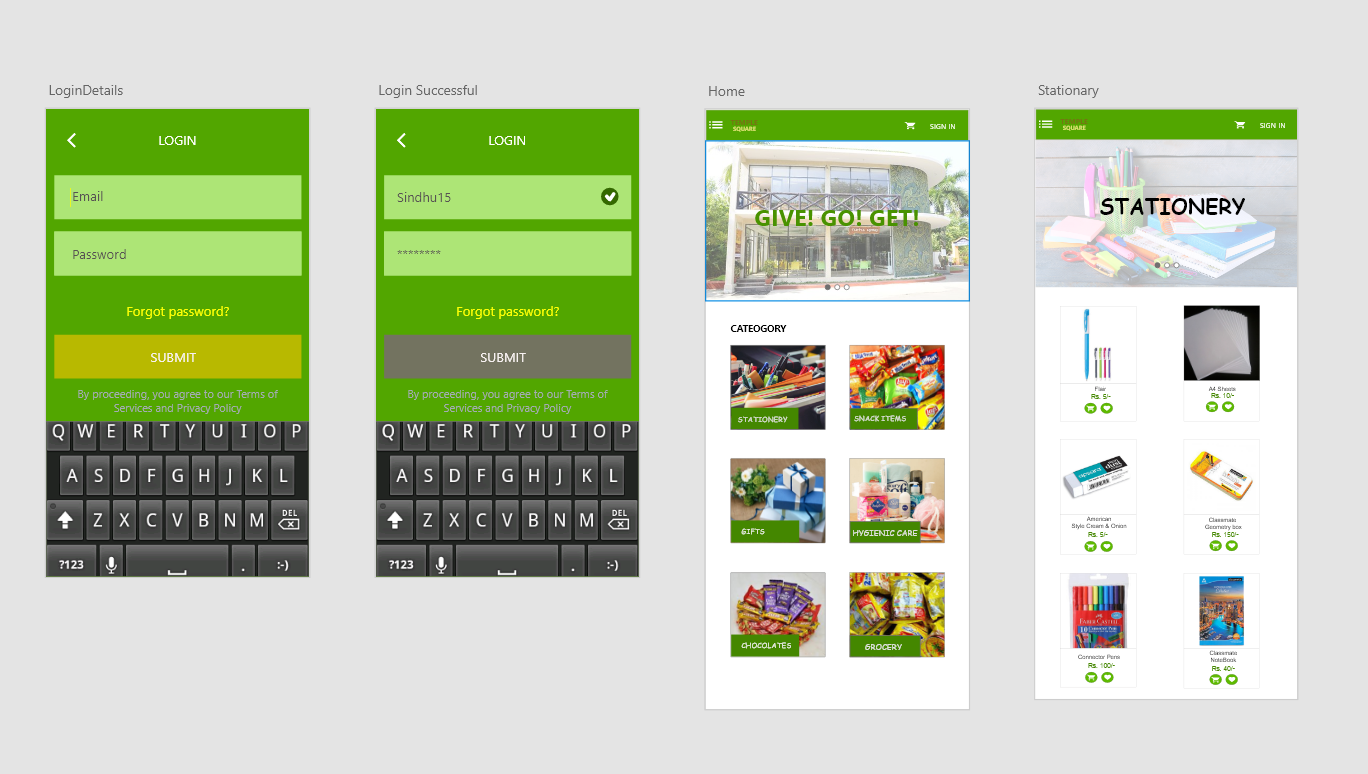 LoginDetails
LOGIN
Email
Password
Forgot password?
SUBMIT
By proceeding, you agree to our Terms of
Services and Privacy Policy
Q W E R T Y U I O P
A S D F G H J K L
Z X C V B N M DEL
?123 . :-)
Login Successful
LOGIN
Sindhu15
********
Forgot password?
SUBMIT
By proceeding, you agree to our Terms of
Services and Privacy Policy
Q W E R T Y U I O P
A S D F G H J K L
Z X C V B N M DEL
?123 . :-)
Home
TEMPLE
SQUARE
SIGN IN
GIVE! GO! GET!
CATEOGORY
STATIONERY
SNACK ITEMS
GIFTS
HYGIENIC CARE
CHOCOLATES
GROCERY
Stationary
TEMPLE
SQUARE
SIGN IN
STATIONERY
Flair
Rs. 5/-
A4 Sheets
Rs. 10/-
American
Style Cream & Onion
Rs. 5/-
Classmate
Geometry box
Rs. 150/-
FABER-CASTELL
Connector Pens
Rs. 100/-
Classmate
NoteBook
Rs. 40/-